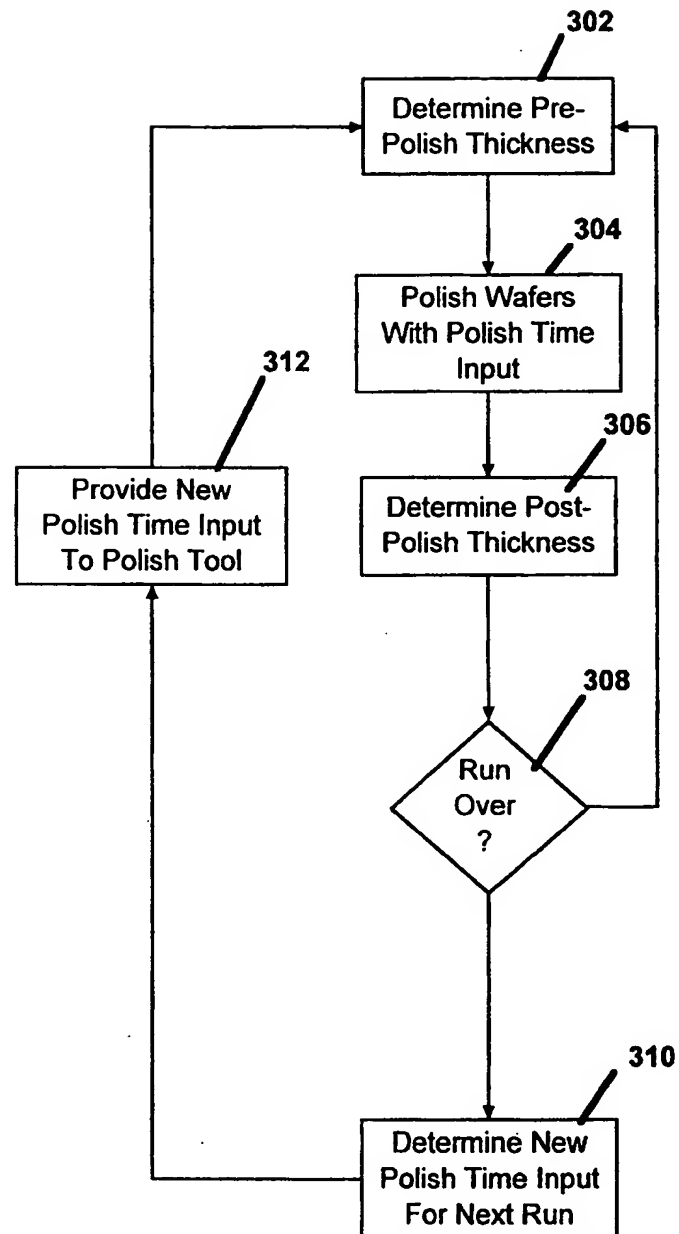 302
Determine Pre-
Polish Thickness
304
Polish Wafers
With Polish Time
Input
312
306
Provide New
Polish Time Input
To Polish Tool
Determine Post-
Polish Thickness
308
Run
Over
?
310
Determine New
Polish Time Input
For Next Run